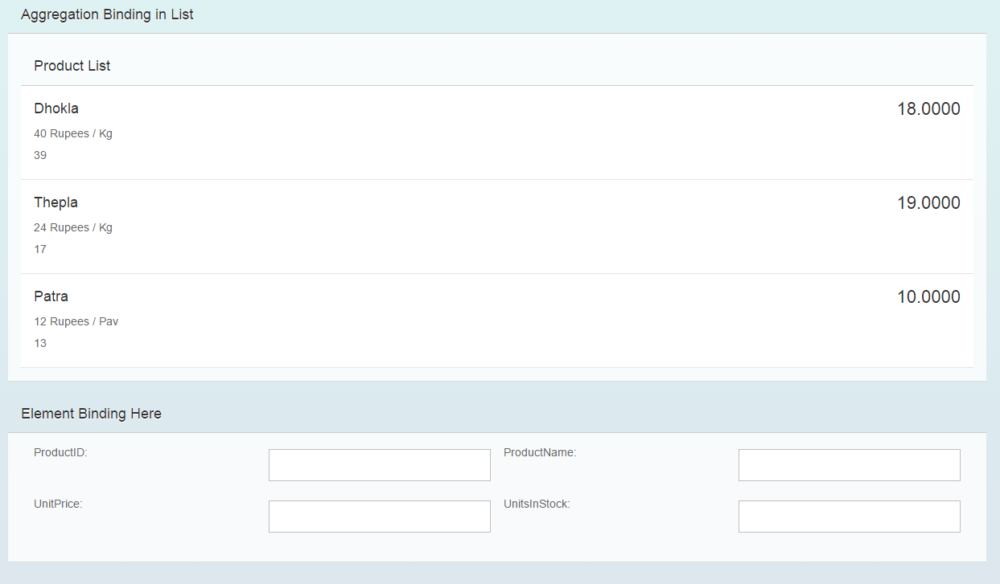 Aggregation Binding in List
Product List
Dhokla 18.0000
40 Rupees / Kg
39
Thepla 19.0000
24 Rupees / Kg
17
Patra 10.0000
12 Rupees / Pav
13
Element Binding Here
ProductID: ProductName:
UnitPrice: UnitsInStock: